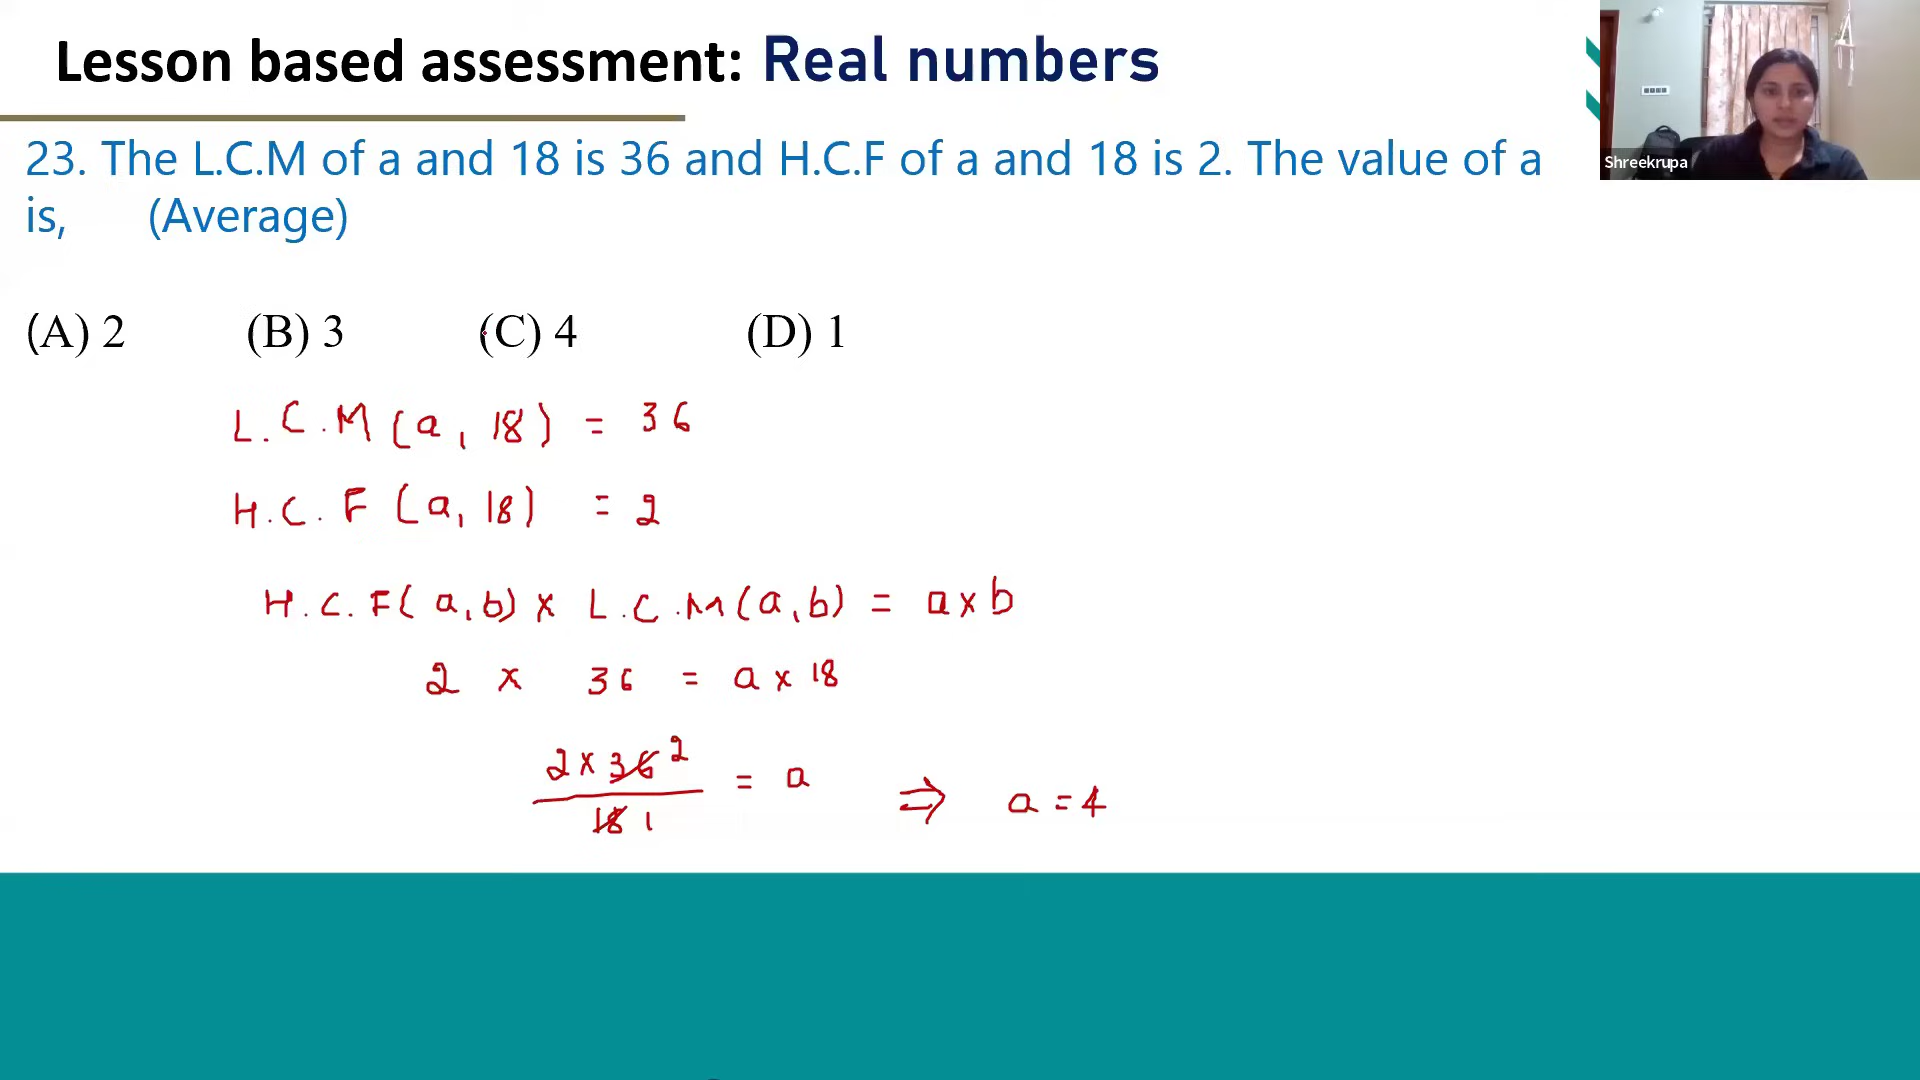 Lesson based assessment: Real numbers
Shreekrupa
23. The L.C.M of a and 18 is 36 and H.C.F of a and 18 is 2. The value of a
is, (Average)
(A) 2 (B) 3 (C) 4 (D) 1
L.C.M (a, 18) = 36
H.C.F (a, 18) = 2
H.C.F(a,b) x L.C.M(a,b) = a x b
2 x 36 = a x 18
2 x 36 2
18 1
= a ⇒ a = 4